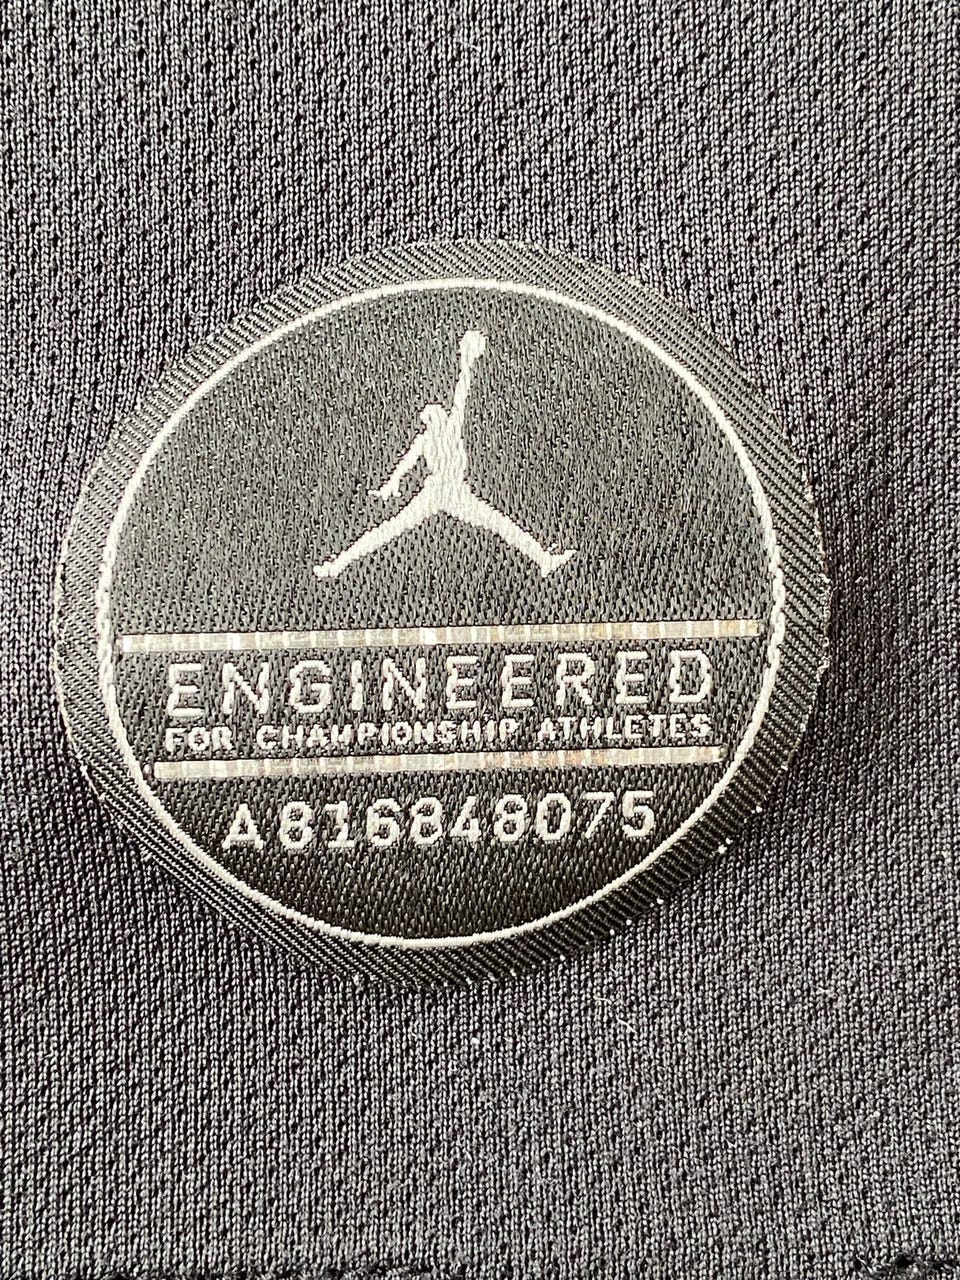 ENGINEERED
FOR CHAMPIONSHIP ATHLETES
A816848075